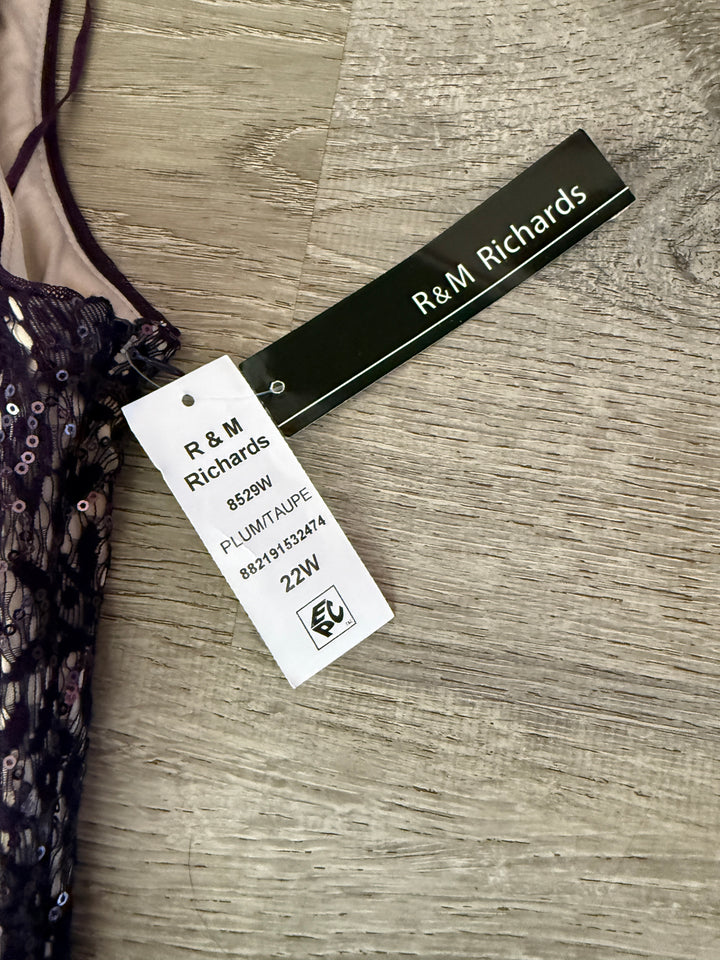 R&M Richards
R & M
Richards
8529W
PLUM/TAUPE
882191532474
22W
EPC